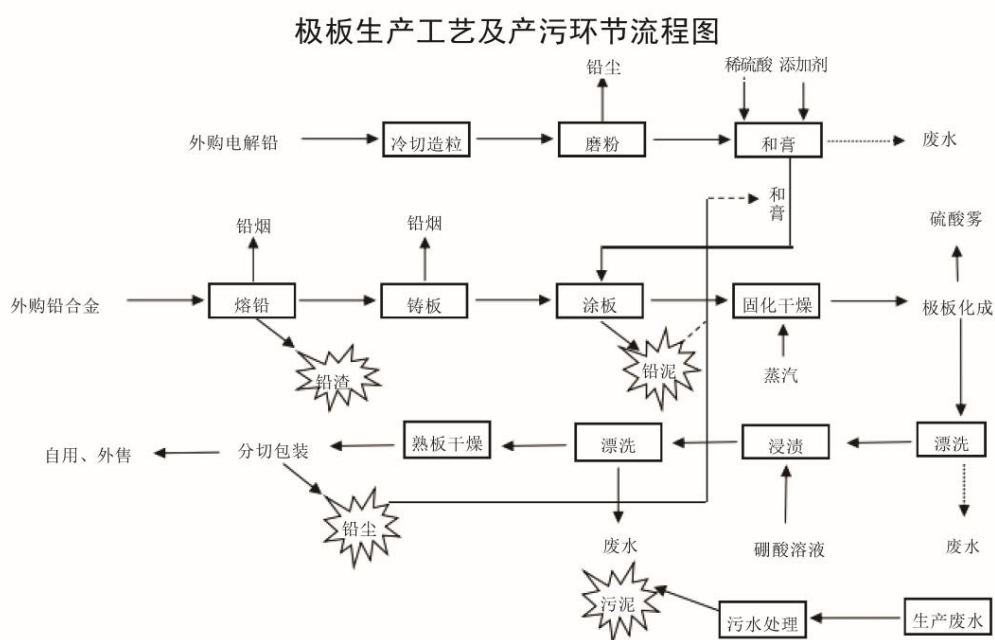 极板生产工艺及产污环节流程图
铅尘
稀硫酸 添加剂
外购电解铅
冷切造粒
磨粉
和膏
废水
和膏
铅烟
铅烟
硫酸雾
外购铅合金
熔铅
铸板
涂板
固化干燥
极板化成
铅渣
铅泥
蒸汽
自用、外售
分切包装
熟板干燥
漂洗
浸渍
漂洗
铅尘
废水
硼酸溶液
废水
污泥
污水处理
生产废水